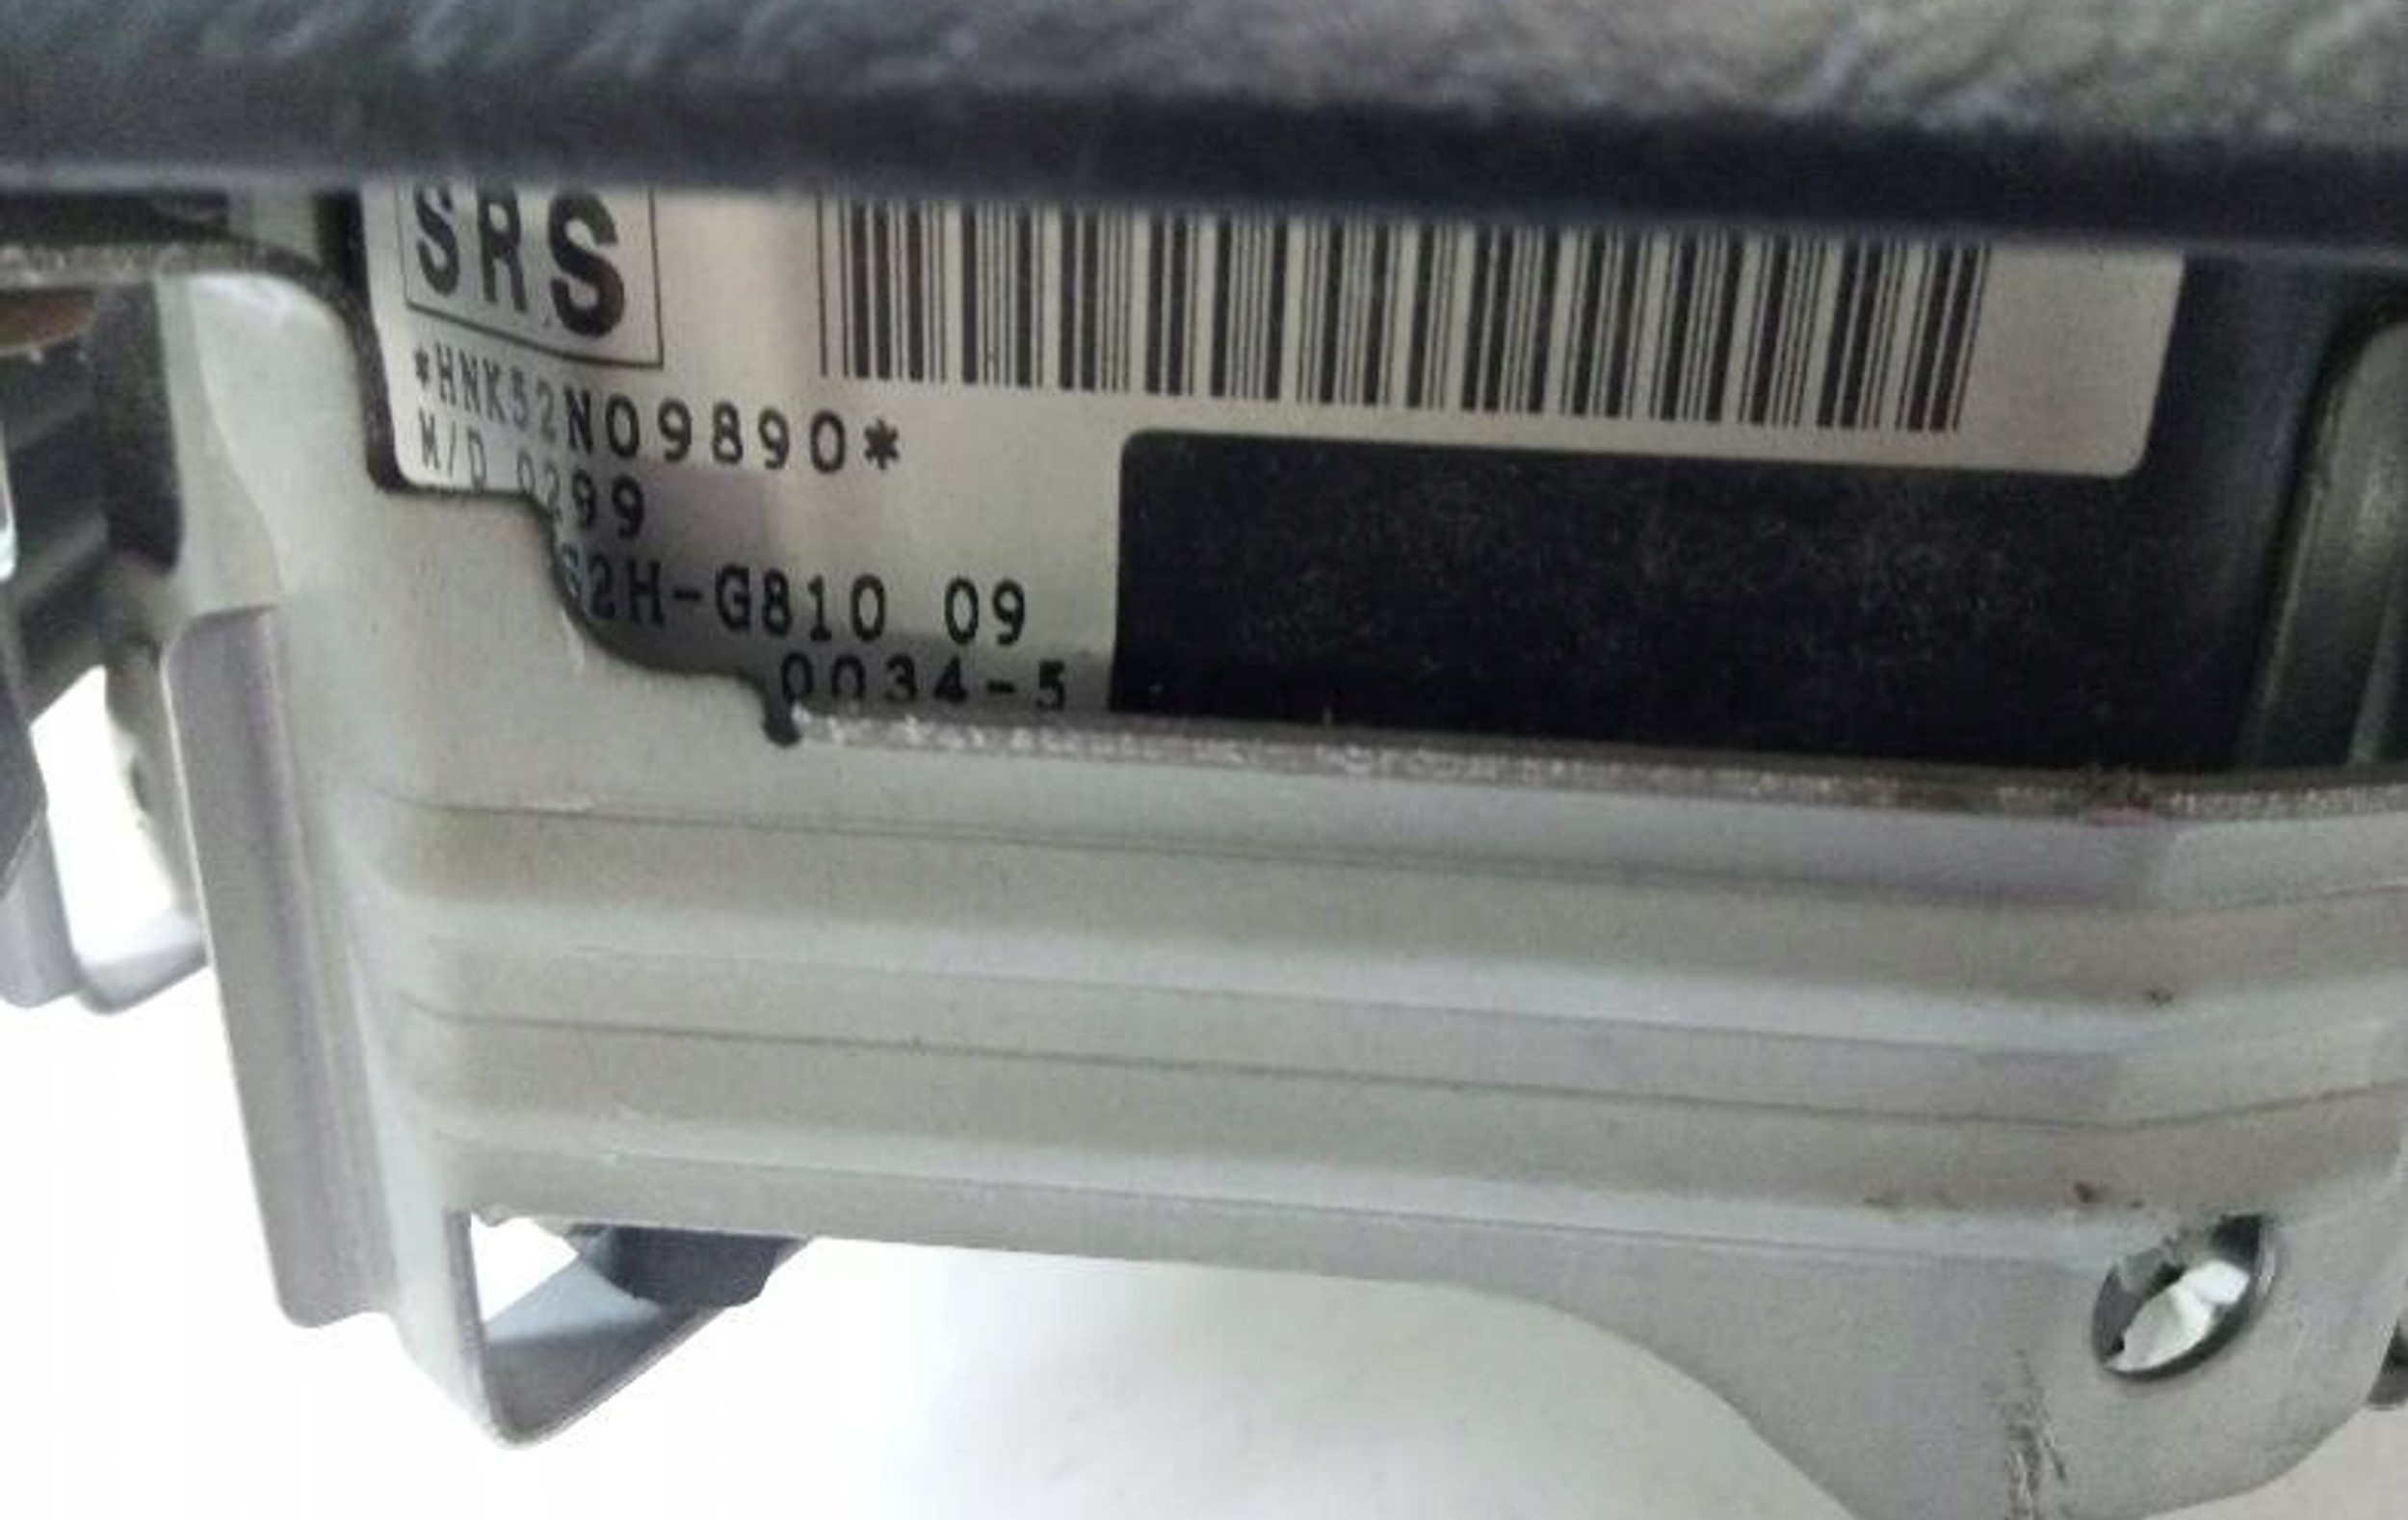 SRS
*HNK52N09890*
M/D 0299
S2H-G810 09
0034-5